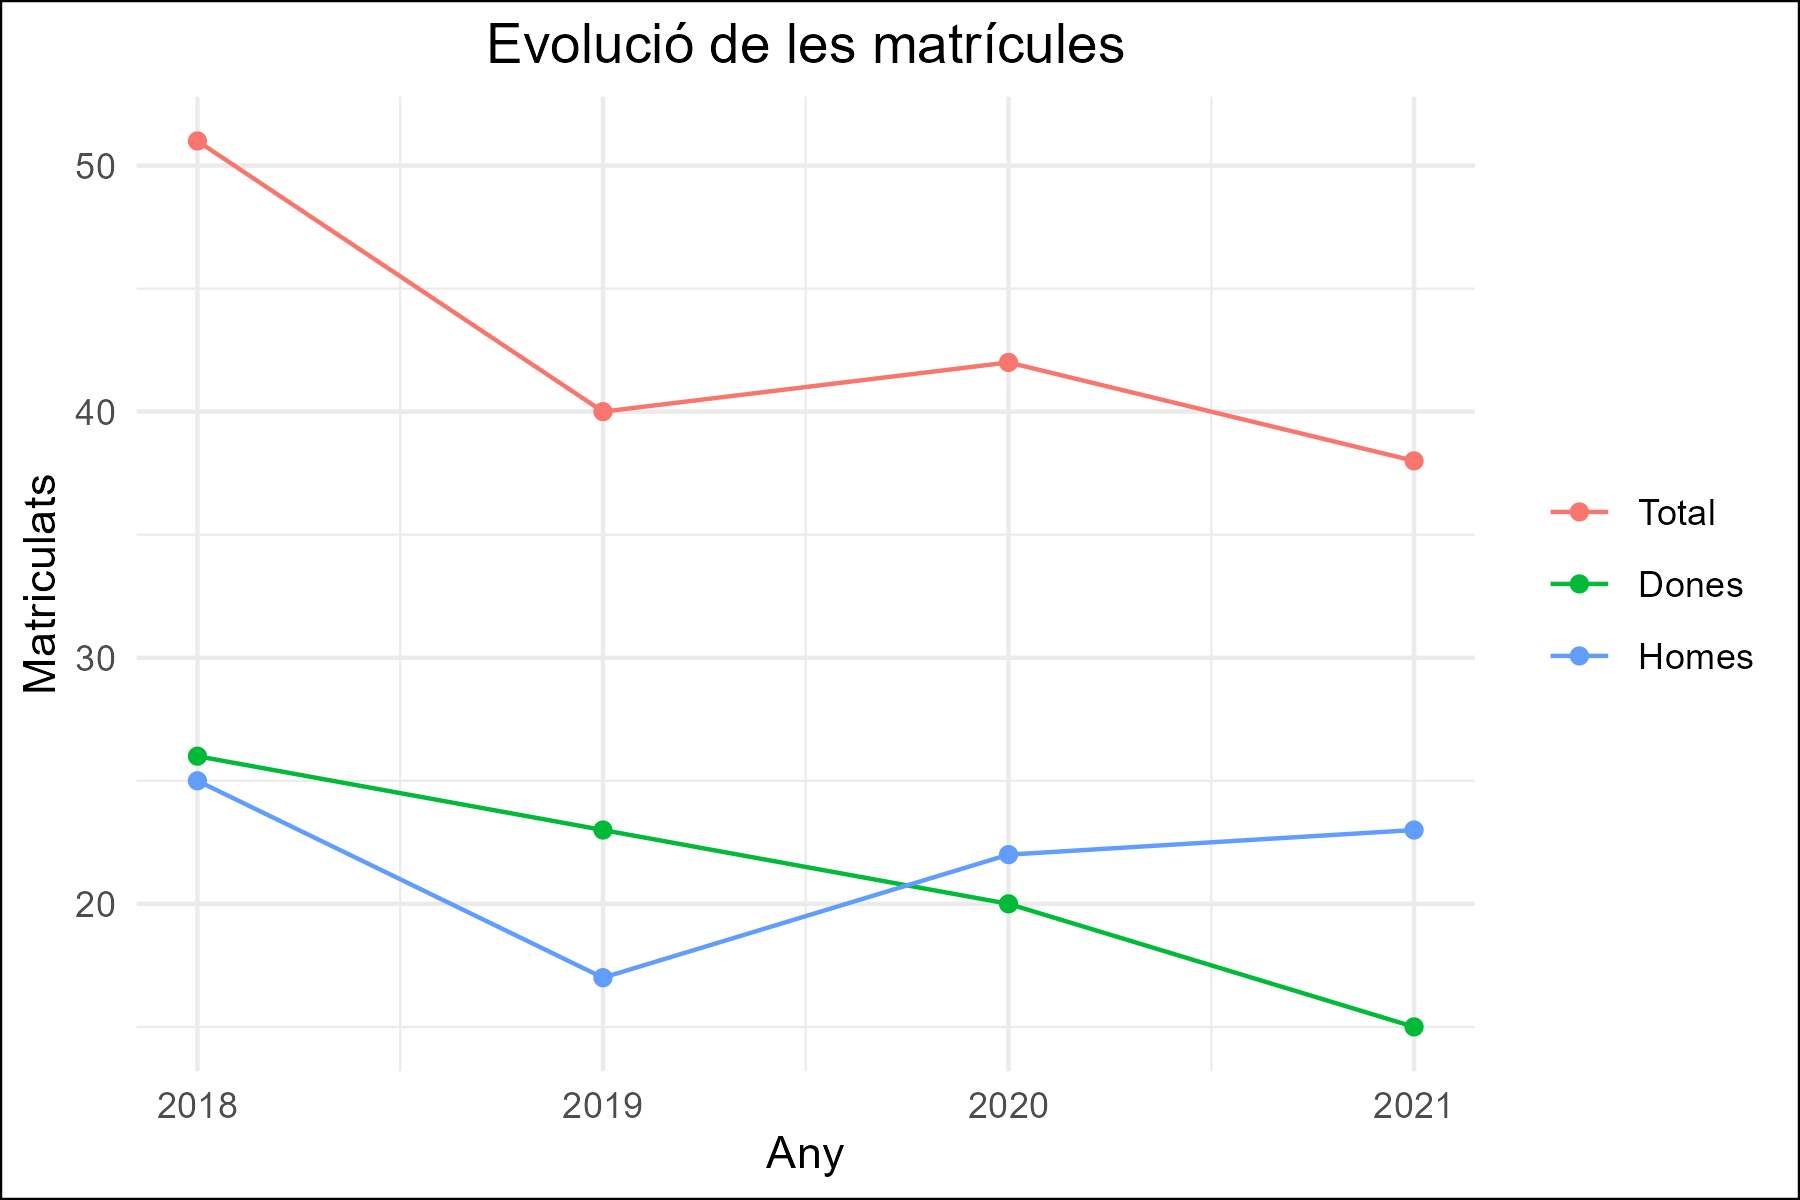 Evolució de les matrícules
50
40
30
20
Matriculats
2018 2019 2020 2021
Any
Total
Dones
Homes